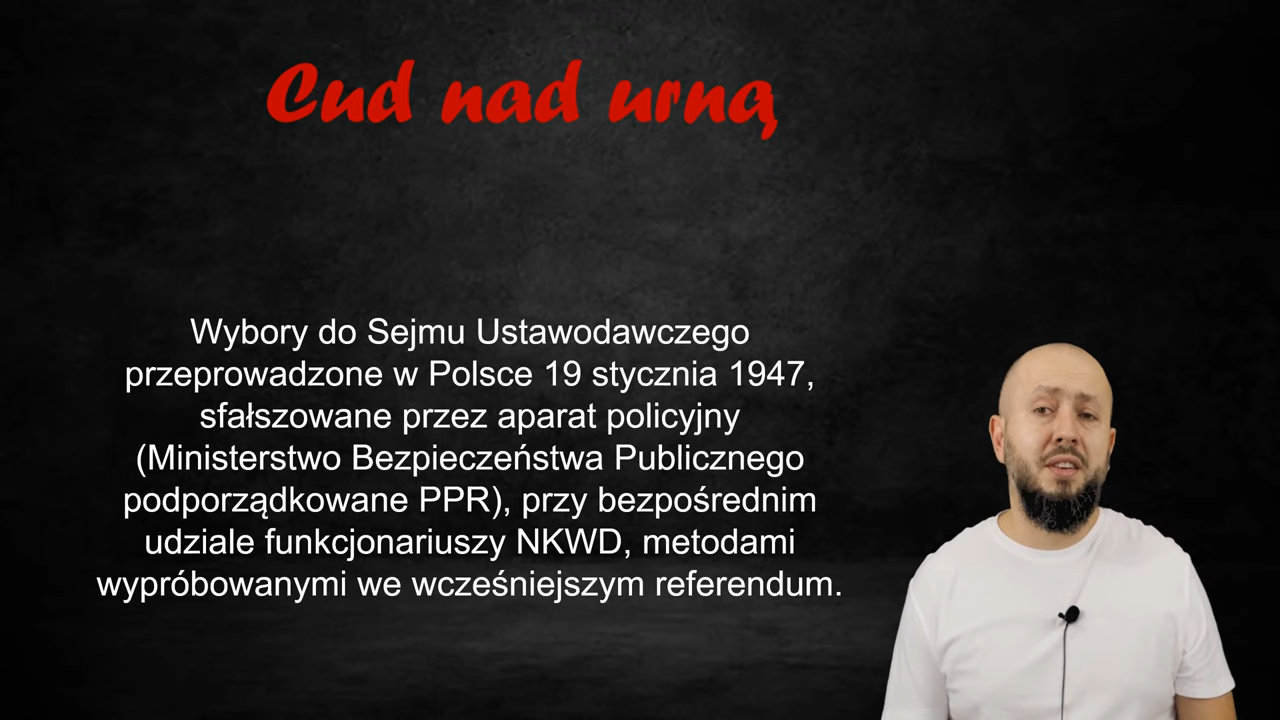 Cud nad urną
Wybory do Sejmu Ustawodawczego
przeprowadzone w Polsce 19 stycznia 1947,
sfałszowane przez aparat policyjny
(Ministerstwo Bezpieczeństwa Publicznego
podporządkowane PPR), przy bezpośrednim
udziale funkcjonariuszy NKWD, metodami
wypróbowanymi we wcześniejszym referendum.